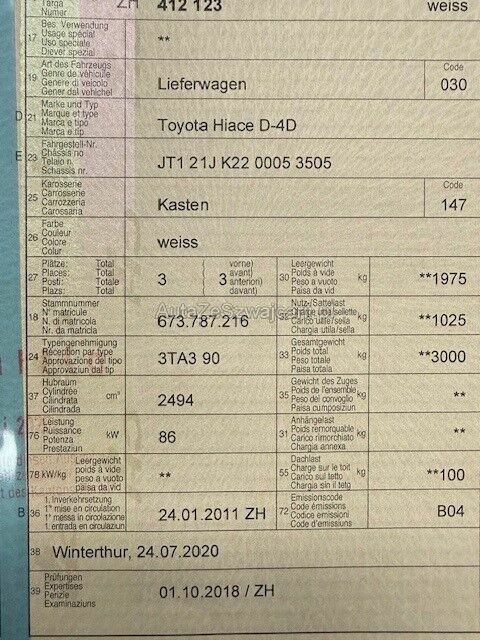 Targa
Numer
ZH 412 123
weiss
17
Bes. Verwendung
Usage spécial
Uso speciale
Diever spezial
**
19
Art des Fahrzeugs
Genre de véhicule
Genere di veicolo
Gener dal vehichel
Lieferwagen
Code
030
D 21
Marke und Typ
Marque et type
Marca e tipo
Marca e tip
Toyota Hiace D-4D
E 23
Fahrgestell-Nr.
Châssis no
Telaio n.
Schassis nr.
JT1 21J K22 0005 3505
25
Karosserie
Carrosserie
Carrozzeria
Carossaria
Kasten
Code
147
26
Farbe
Couleur
Colore
Colur
weiss
27
Plätze: Total
Places: Total
Posti: Totale
Plazs: Total
3
vorne)
avant)
3 anteriori)
davant)
30
Leergewicht
Poids à vide
Peso a vuoto
Paisa da vid
kg
**1975
18
Stammnummer
N° matricule
N. di matricola
Nr. da matricla
673.787.216
32
Nutz-/Sattellast
Carico utile/sella
Chargia utila/sella
kg
**1025
24
Typengenehmigung
Réception par type
Approvazione del tipo
Approvaziun dal tip
3TA3 90
33
Gesamtgewicht
Poids total
Peso totale
Paisa totala
kg
**3000
37
Hubraum
Cylindrée
Cilindrata
Cilindrada
cm³
2494
35
Gewicht des Zuges
Poids de l'ensemble
Peso del convoglio
Paisa cumposiziun
kg
**
76
Leistung
Puissance
Potenza
Prestaziun
kW
86
31
Anhängelast
Poids remorquable
Carico rimorchiato
Chargia annexa
kg
**
78 kW/kg
Leergewicht
poids à vide
peso a vuoto
paisa da vid
**
55
Dachlast
Charge sur le toit
Carico sul tetto
Chargia sin il tetg
kg
**100
B 36
1. Inverkehrsetzung
1re mise en circulation
1a messa in circolazione
1. entrada en circulaziun
24.01.2011 ZH
72
Emissionscode
Code émissions
Codice emissioni
Code d'emissiuns
B04
38
Winterthur, 24.07.2020
39
Prüfungen
Expertises
Perizie
Examinaziuns
01.10.2018 / ZH